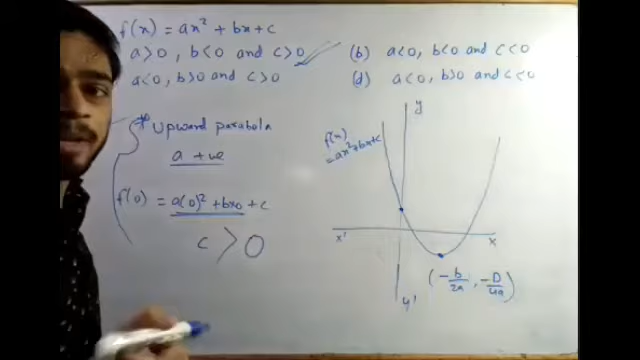 f(x) = ax² + bx + c
a>0, b<0 and c>0
(b) a<0, b<0 and c<0
a<0, b>0 and c>0
(d) a<0, b>0 and c<0
Upward parabola
a +ve
f(0) = a(0)² + bx0 + c
c > 0
y
f(x)
= ax² + bx + c
x'
x
y'
(-b/2a, -D/4a)